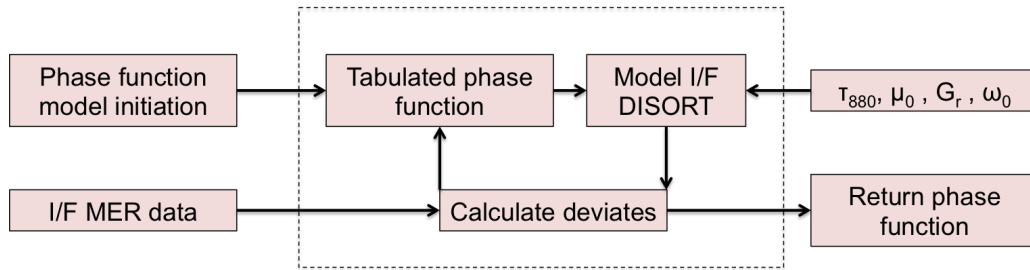 Phase function
model initiation
Tabulated phase
function
Model I/F
DISORT
τ₈₈₀, μ₀ , Gᵣ , ω₀
I/F MER data
Calculate deviates
Return phase
function